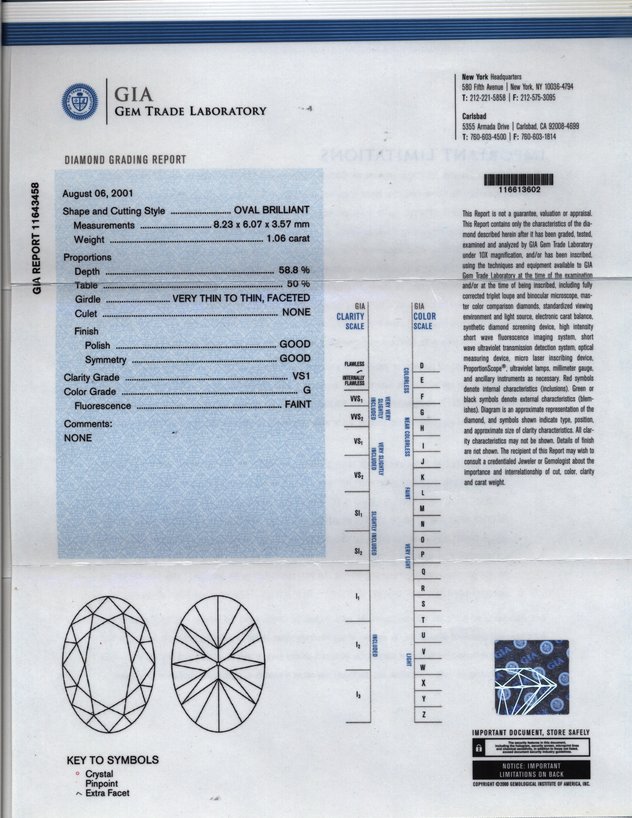 GIA
GEM TRADE LABORATORY
New York Headquarters
580 Fifth Avenue | New York, NY 10036-4794
T: 212-221-5858 | F: 212-575-3095
Carlsbad
5355 Armada Drive | Carlsbad, CA 92008-4699
T: 760-603-4500 | F: 760-603-1814
DIAMOND GRADING REPORT
116613602
GIA REPORT 11643458
August 06, 2001
Shape and Cutting Style ................ OVAL BRILLIANT
Measurements ................ 8.23 x 6.07 x 3.57 mm
Weight ................ 1.06 carat
Proportions
Depth ................ 58.8 %
Table ................ 50 %
Girdle ................ VERY THIN TO THIN, FACETED
Culet ................ NONE
Finish
Polish ................ GOOD
Symmetry ................ GOOD
Clarity Grade ................ VS1
Color Grade ................ G
Fluorescence ................ FAINT
Comments:
NONE
This Report is not a guarantee, valuation or appraisal.
This Report contains only the characteristics of the dia-
mond described herein after it has been graded, tested,
examined and analyzed by GIA Gem Trade Laboratory
under 10X magnification, and/or has been inscribed,
using the techniques and equipment available to GIA
Gem Trade Laboratory at the time of the examination
and/or at the time of being inscribed, including fully
corrected triplet loupe and binocular microscope, mas-
ter color comparison diamonds, standardized viewing
environment and light source, electronic carat balance,
synthetic diamond screening device, high intensity
short wave fluorescence imaging system, short
wave ultraviolet transmission detection system, optical
measuring device, micro laser inscribing device,
ProportionScope®, ultraviolet lamps, millimeter gauge,
and ancillary instruments as necessary. Red symbols
denote internal characteristics (inclusions). Green or
black symbols denote external characteristics (blem-
ishes). Diagram is an approximate representation of the
diamond, and symbols shown indicate type, position,
and approximate size of clarity characteristics. All clar-
ity characteristics may not be shown. Details of finish
are not shown. The recipient of this Report may wish to
consult a credentialed Jeweler or Gemologist about the
importance and interrelationship of cut, color, clarity
and carat weight.
GIA
CLARITY
SCALE
FLAWLESS
INTERNALLY
FLAWLESS
VVS1
VVS2
VS1
VS2
SI1
SI2
I1
I2
I3
VERY VERY
SLIGHTLY
INCLUDED
VERY SLIGHTLY
INCLUDED
SLIGHTLY INCLUDED
INCLUDED
GIA
COLOR
SCALE
COLORLESS
NEAR COLORLESS
FAINT
VERY LIGHT
LIGHT
D
E
F
G
H
I
J
K
L
M
N
O
P
Q
R
S
T
U
V
W
X
Y
Z
KEY TO SYMBOLS
Crystal
Pinpoint
Extra Facet
GIA
IMPORTANT DOCUMENT, STORE SAFELY
NOTICE: IMPORTANT
LIMITATIONS ON BACK
COPYRIGHT ©2000 GEMOLOGICAL INSTITUTE OF AMERICA, INC.